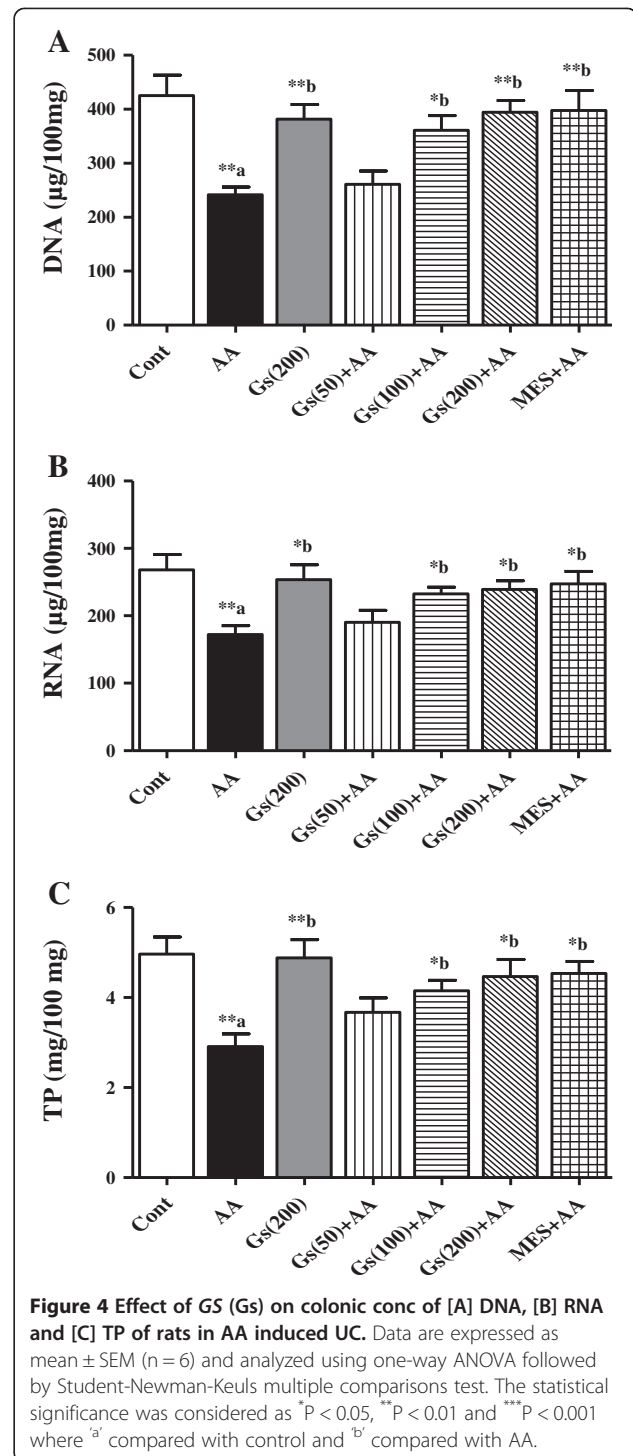 A
DNA (µg/100mg)
500
400
300
200
100
0
**a
**b
*b
**b
**b
Cont
AA
Gs(200)
Gs(50)+AA
Gs(100)+AA
Gs(200)+AA
MES+AA
B
RNA (µg/100mg)
400
300
200
100
0
**a
*b
*b
*b
*b
Cont
AA
Gs(200)
Gs(50)+AA
Gs(100)+AA
Gs(200)+AA
MES+AA
C
TP (mg/100 mg)
6
4
2
0
**a
**b
*b
*b
*b
Cont
AA
Gs(200)
Gs(50)+AA
Gs(100)+AA
Gs(200)+AA
MES+AA
Figure 4 Effect of GS (Gs) on colonic conc of [A] DNA, [B] RNA
and [C] TP of rats in AA induced UC. Data are expressed as
mean ± SEM (n = 6) and analyzed using one-way ANOVA followed
by Student-Newman-Keuls multiple comparisons test. The statistical
significance was considered as *P < 0.05, **P < 0.01 and ***P < 0.001
where 'a' compared with control and 'b' compared with AA.